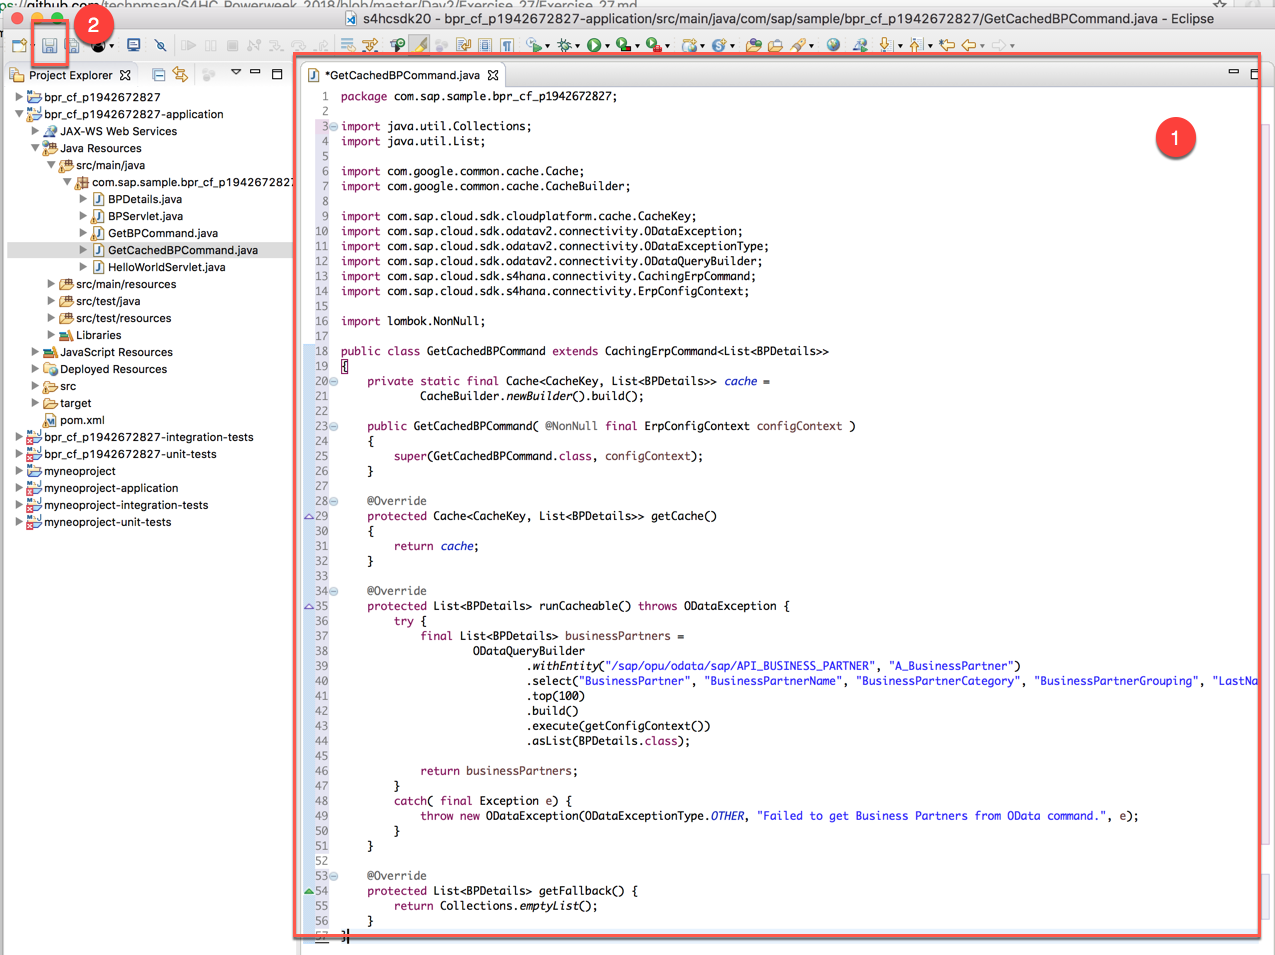 ps://github.com/techpmsap/S4HC_Powerweek_2018/blob/master/Day2/Exercise_27/Exercise_27.md
s4hcsdk20 - bpr_cf_p1942672827-application/src/main/java/com/sap/sample/bpr_cf_p1942672827/GetCachedBPCommand.java - Eclipse
2
Project Explorer
bpr_cf_p1942672827
bpr_cf_p1942672827-application
JAX-WS Web Services
Java Resources
src/main/java
com.sap.sample.bpr_cf_p1942672827
BPDetails.java
BPServlet.java
GetBPCommand.java
GetCachedBPCommand.java
HelloWorldServlet.java
src/main/resources
src/test/java
src/test/resources
Libraries
JavaScript Resources
Deployed Resources
src
target
pom.xml
bpr_cf_p1942672827-integration-tests
bpr_cf_p1942672827-unit-tests
myneoproject
myneoproject-application
myneoproject-integration-tests
myneoproject-unit-tests
*GetCachedBPCommand.java
1
1 package com.sap.sample.bpr_cf_p1942672827;
2
3 import java.util.Collections;
4 import java.util.List;
5
6 import com.google.common.cache.Cache;
7 import com.google.common.cache.CacheBuilder;
8
9 import com.sap.cloud.sdk.cloudplatform.cache.CacheKey;
10 import com.sap.cloud.sdk.odatav2.connectivity.ODataException;
11 import com.sap.cloud.sdk.odatav2.connectivity.ODataExceptionType;
12 import com.sap.cloud.sdk.odatav2.connectivity.ODataQueryBuilder;
13 import com.sap.cloud.sdk.s4hana.connectivity.CachingErpCommand;
14 import com.sap.cloud.sdk.s4hana.connectivity.ErpConfigContext;
15
16 import lombok.NonNull;
17
18 public class GetCachedBPCommand extends CachingErpCommand<List<BPDetails>>
19 {
20 private static final Cache<CacheKey, List<BPDetails>> cache =
21 CacheBuilder.newBuilder().build();
22
23 public GetCachedBPCommand( @NonNull final ErpConfigContext configContext )
24 {
25 super(GetCachedBPCommand.class, configContext);
26 }
27
28 @Override
29 protected Cache<CacheKey, List<BPDetails>> getCache()
30 {
31 return cache;
32 }
33
34 @Override
35 protected List<BPDetails> runCacheable() throws ODataException {
36 try {
37 final List<BPDetails> businessPartners =
38 ODataQueryBuilder
39 .withEntity("/sap/opu/odata/sap/API_BUSINESS_PARTNER", "A_BusinessPartner")
40 .select("BusinessPartner", "BusinessPartnerName", "BusinessPartnerCategory", "BusinessPartnerGrouping", "LastNa
41 .top(100)
42 .build()
43 .execute(getConfigContext())
44 .asList(BPDetails.class);
45
46 return businessPartners;
47 }
48 catch( final Exception e) {
49 throw new ODataException(ODataExceptionType.OTHER, "Failed to get Business Partners from OData command.", e);
50 }
51 }
52
53 @Override
54 protected List<BPDetails> getFallback() {
55 return Collections.emptyList();
56 }
57 }